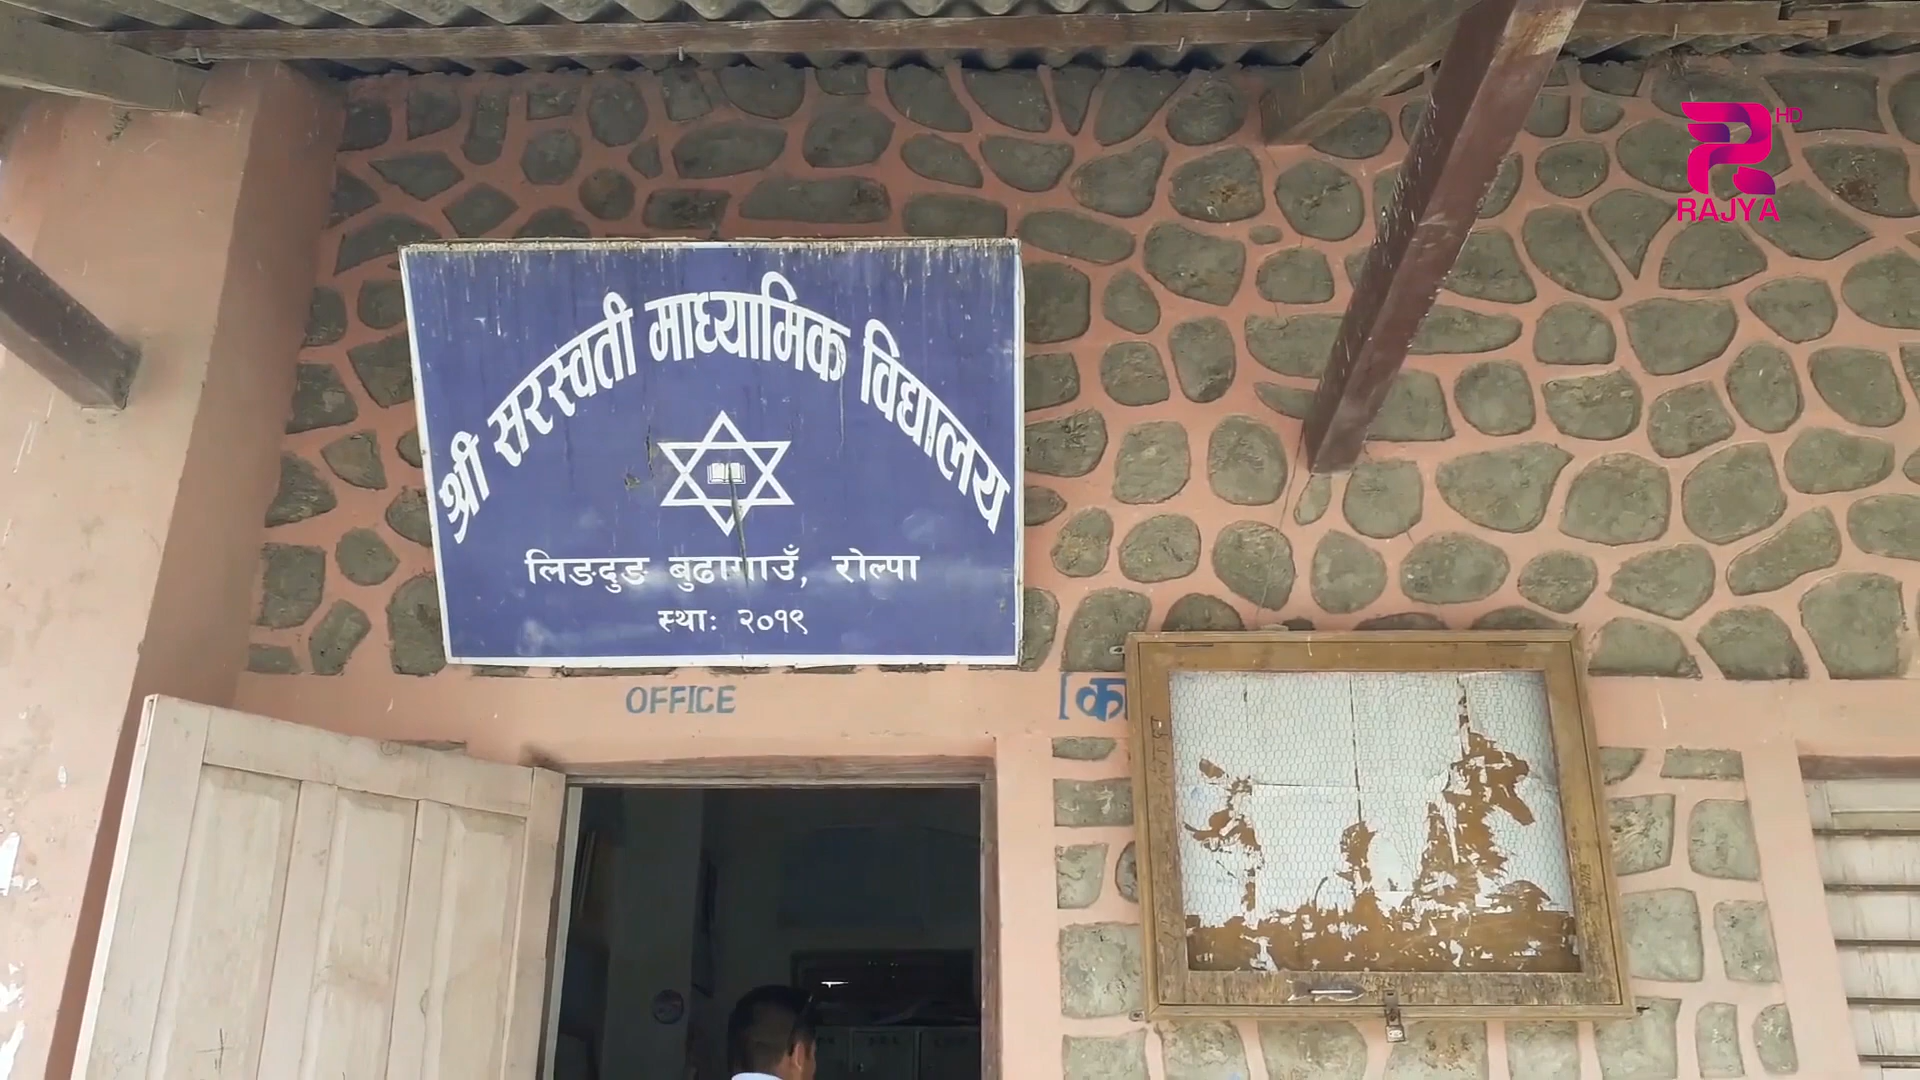 HD
RAJYA
श्री सरस्वती माध्यामिक विद्यालय
लिङदुङ बुढागाउँ, रोल्पा
स्थाः २०१९
OFFICE
[का